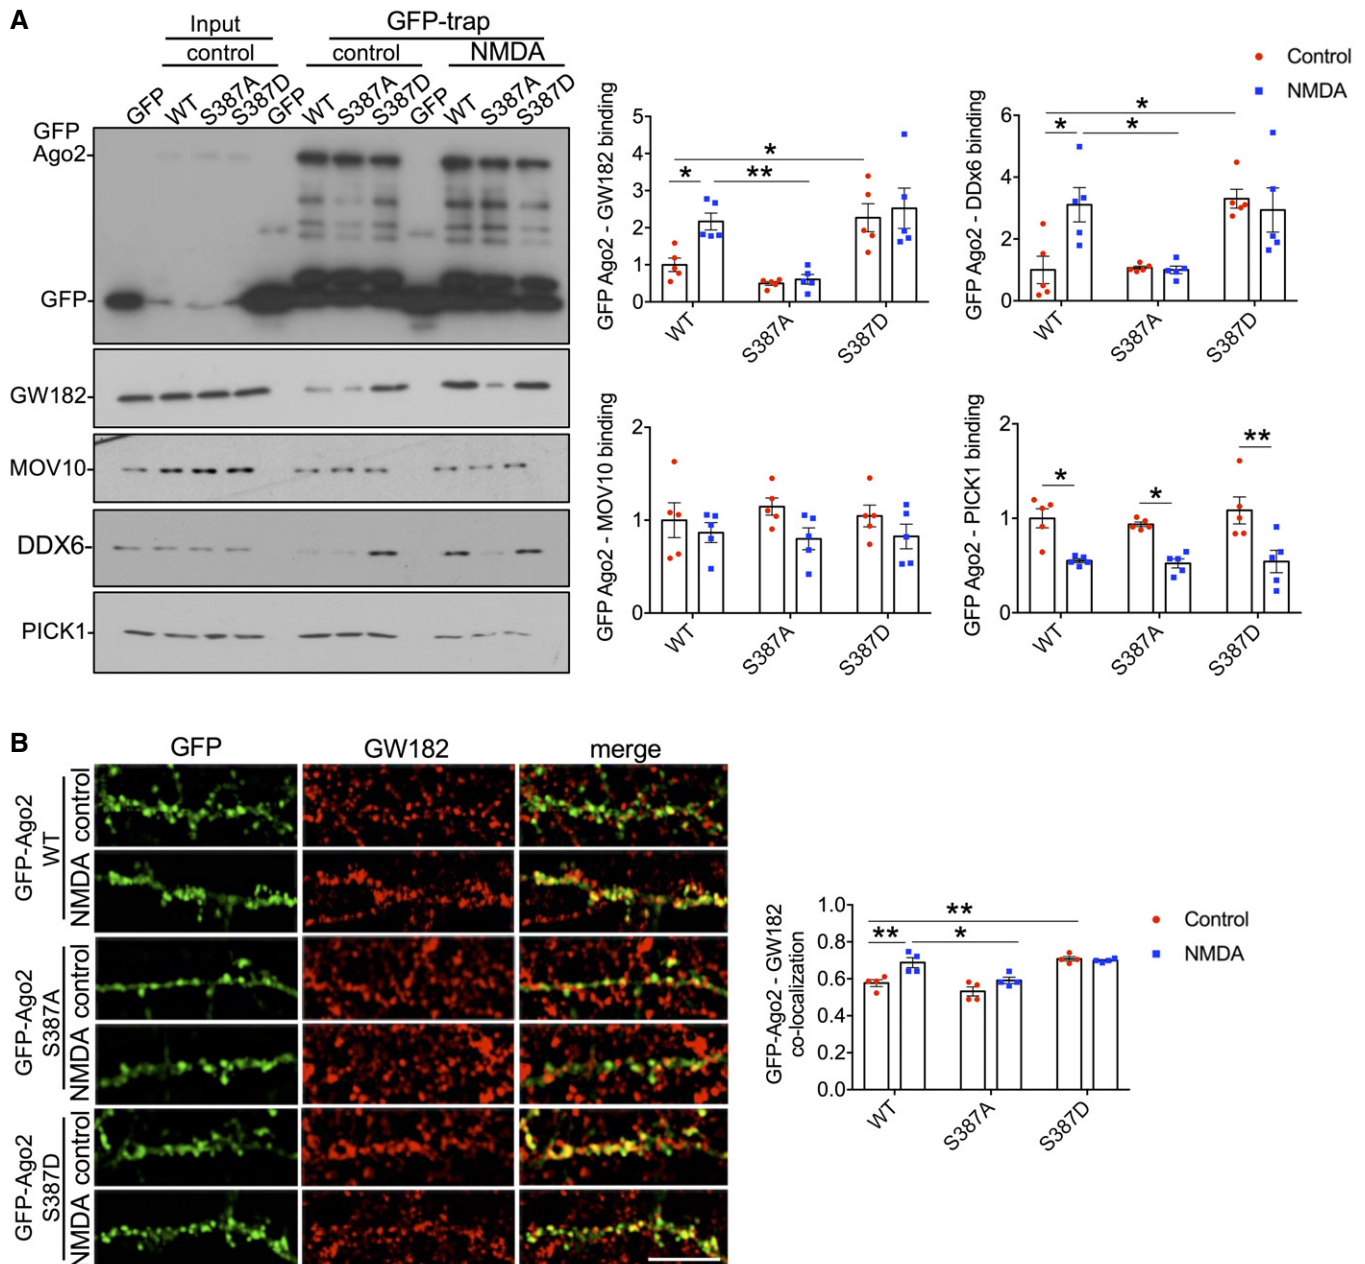 A
Input
GFP-trap
control
control
NMDA
GFP
WT
S387A
S387D
GFP
WT
S387A
S387D
GFP
WT
S387A
S387D
GFP
Ago2-
GFP-
GW182-
MOV10-
DDX6-
PICK1-
Control
NMDA
GFP Ago2 - GW182 binding
5
4
3
2
1
0
*
*
**
WT
S387A
S387D
GFP Ago2 - DDx6 binding
6
4
2
0
*
*
*
WT
S387A
S387D
GFP Ago2 - MOV10 binding
2
1
0
WT
S387A
S387D
GFP Ago2 - PICK1 binding
2
1
0
*
*
**
WT
S387A
S387D
B
GFP
GW182
merge
GFP-Ago2
WT
control
NMDA
GFP-Ago2
S387A
control
NMDA
GFP-Ago2
S387D
control
NMDA
GFP-Ago2 - GW182
co-localization
1.0
0.8
0.6
0.4
0.2
0.0
**
**
*
WT
S387A
S387D
Control
NMDA